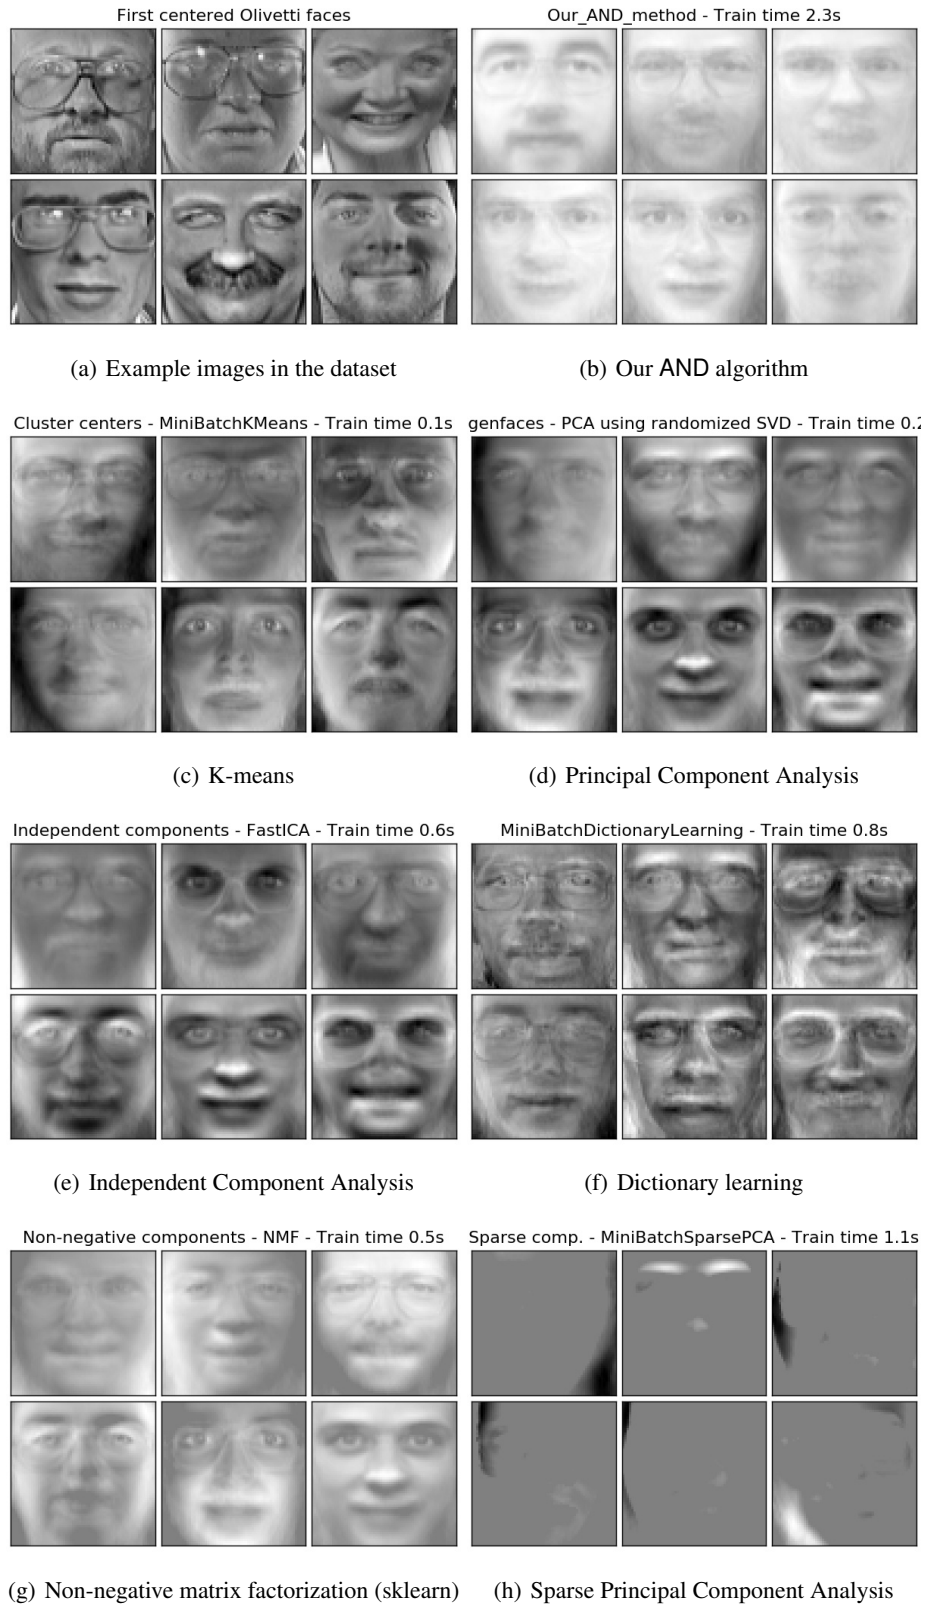 First centered Olivetti faces
Our_AND_method - Train time 2.3s
(a) Example images in the dataset
(b) Our AND algorithm
Cluster centers - MiniBatchKMeans - Train time 0.1s
genfaces - PCA using randomized SVD - Train time 0.2
(c) K-means
(d) Principal Component Analysis
Independent components - FastICA - Train time 0.6s
MiniBatchDictionaryLearning - Train time 0.8s
(e) Independent Component Analysis
(f) Dictionary learning
Non-negative components - NMF - Train time 0.5s
Sparse comp. - MiniBatchSparsePCA - Train time 1.1s
(g) Non-negative matrix factorization (sklearn)
(h) Sparse Principal Component Analysis